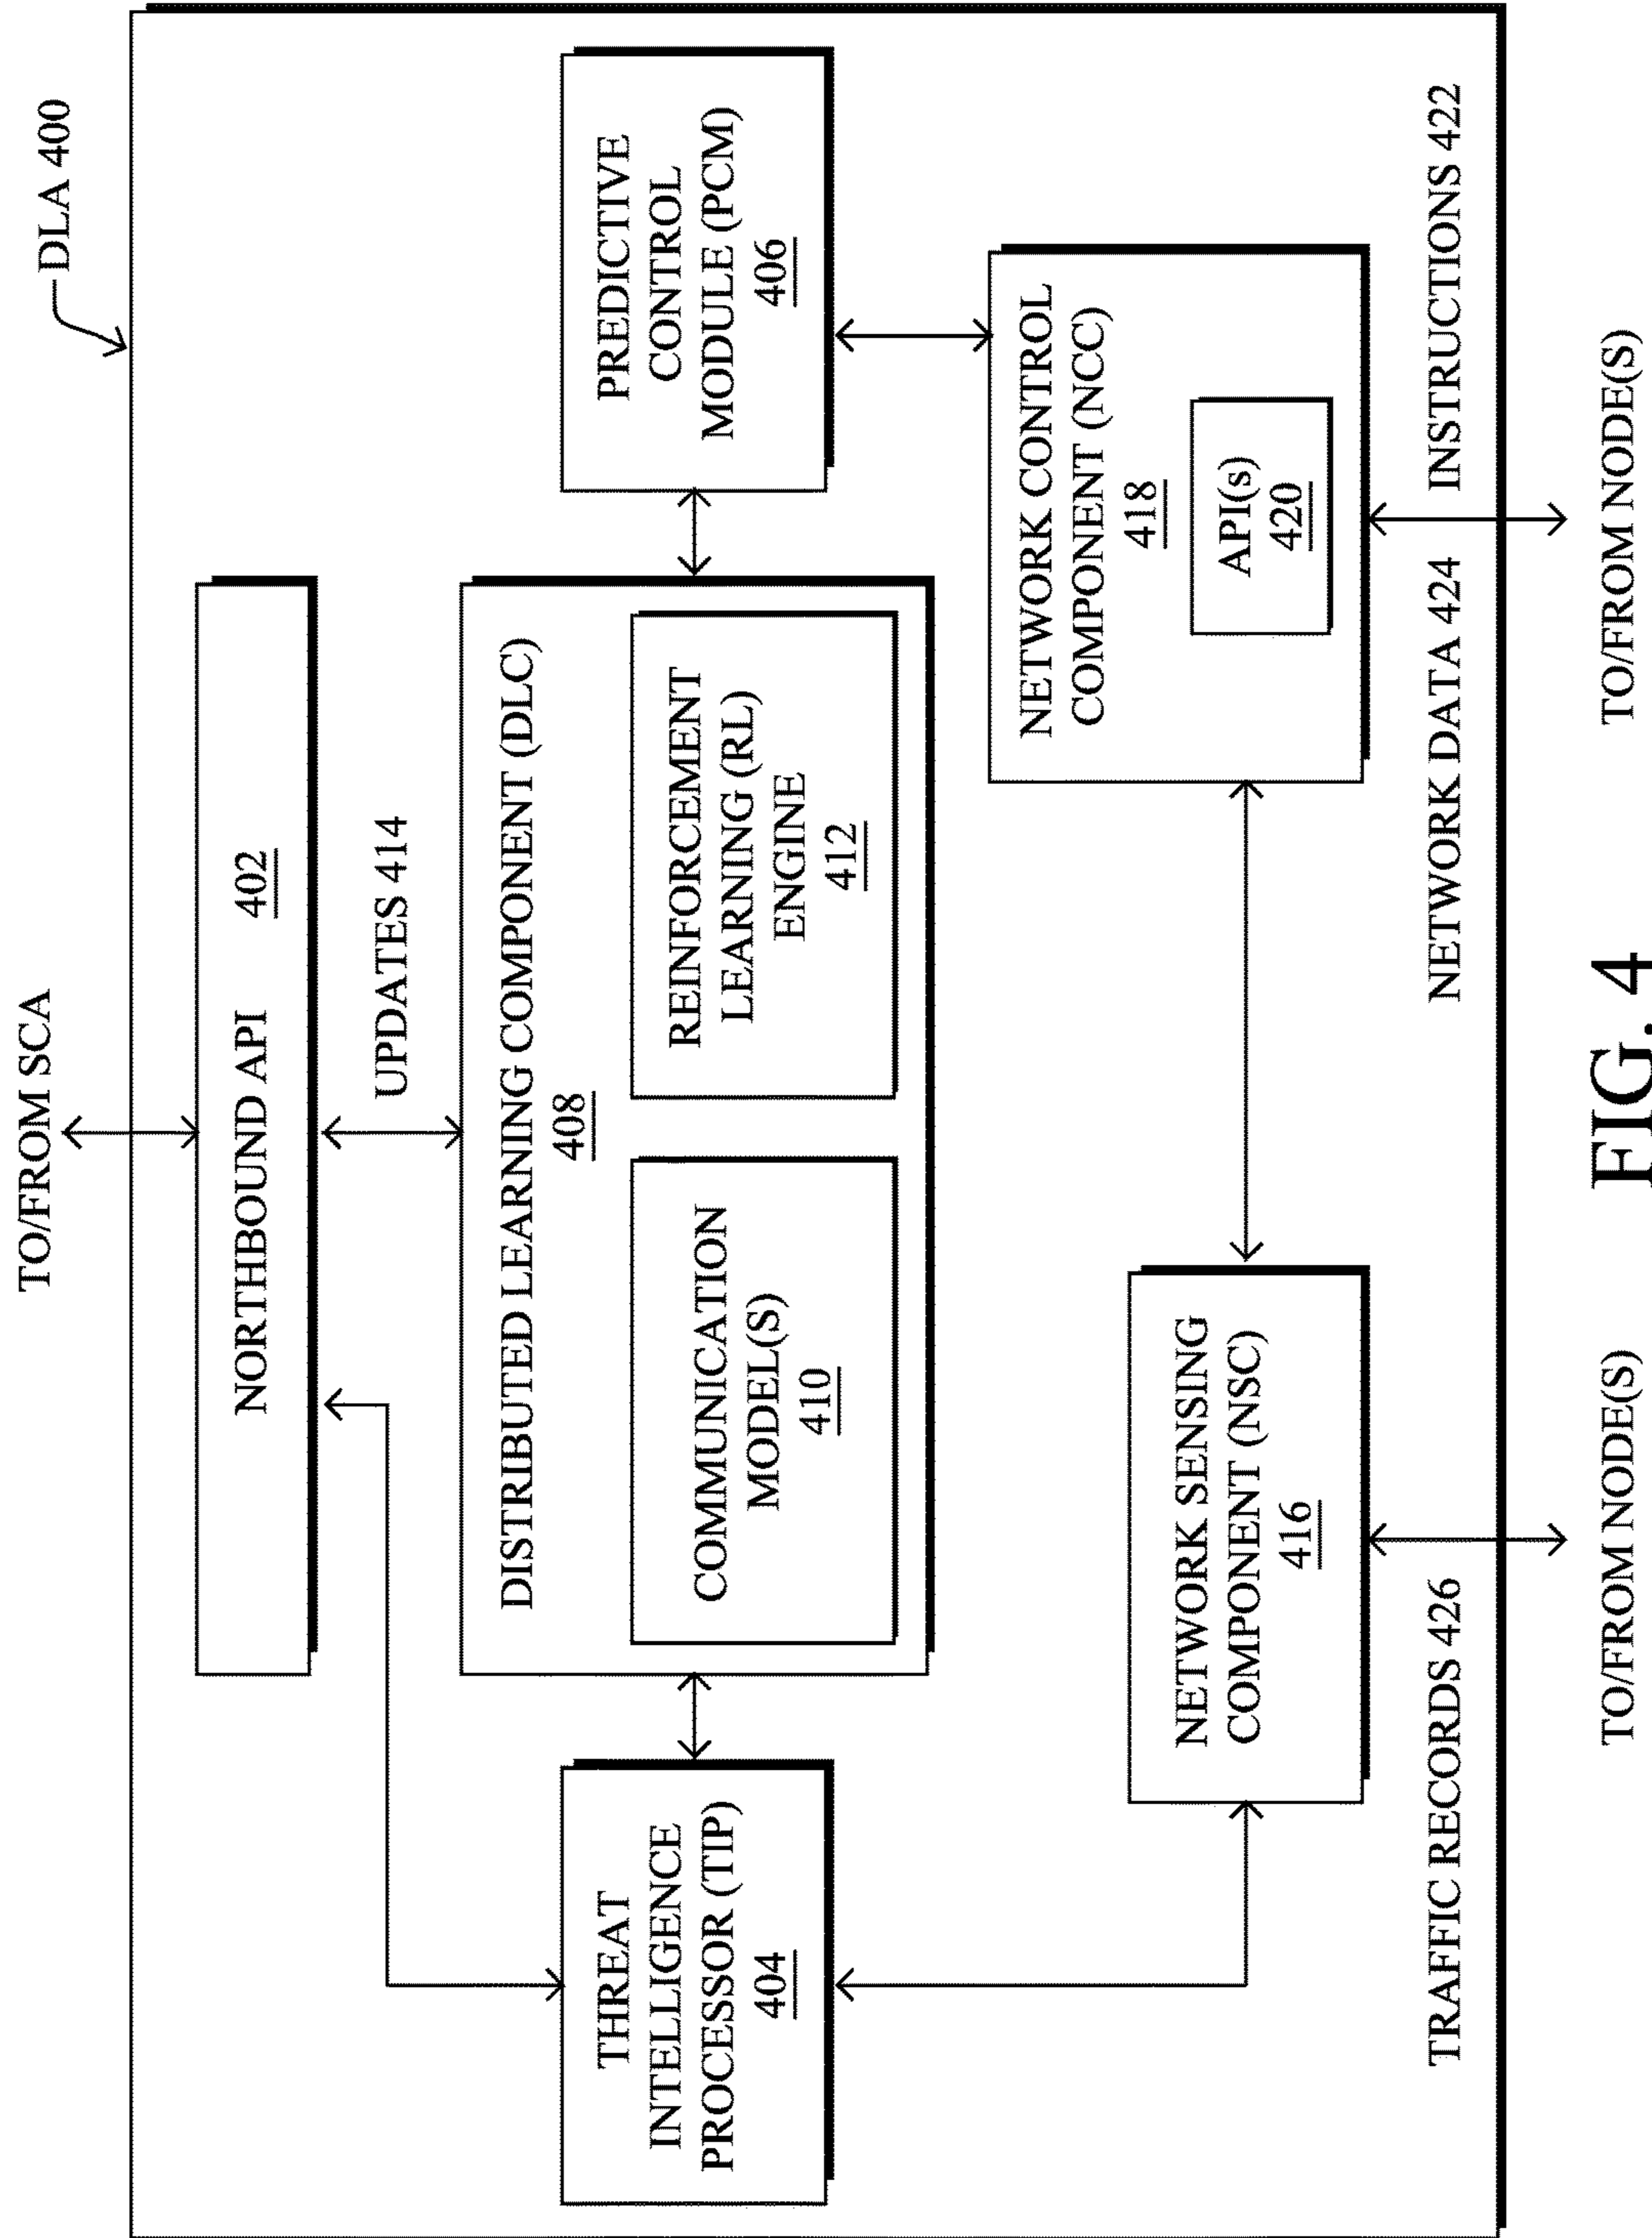 TO/FROM SCA
DLA 400
NORTHBOUND API 402
UPDATES 414
THREAT
INTELLIGENCE
PROCESSOR (TIP)
404
DISTRIBUTED LEARNING COMPONENT (DLC)
408
COMMUNICATION
MODEL(S)
410
REINFORCEMENT
LEARNING (RL)
ENGINE
412
PREDICTIVE
CONTROL
MODULE (PCM)
406
NETWORK SENSING
COMPONENT (NSC)
416
NETWORK CONTROL
COMPONENT (NCC)
418
API(s)
420
TRAFFIC RECORDS 426
NETWORK DATA 424
INSTRUCTIONS 422
TO/FROM NODE(S)
TO/FROM NODE(S)
FIG. 4